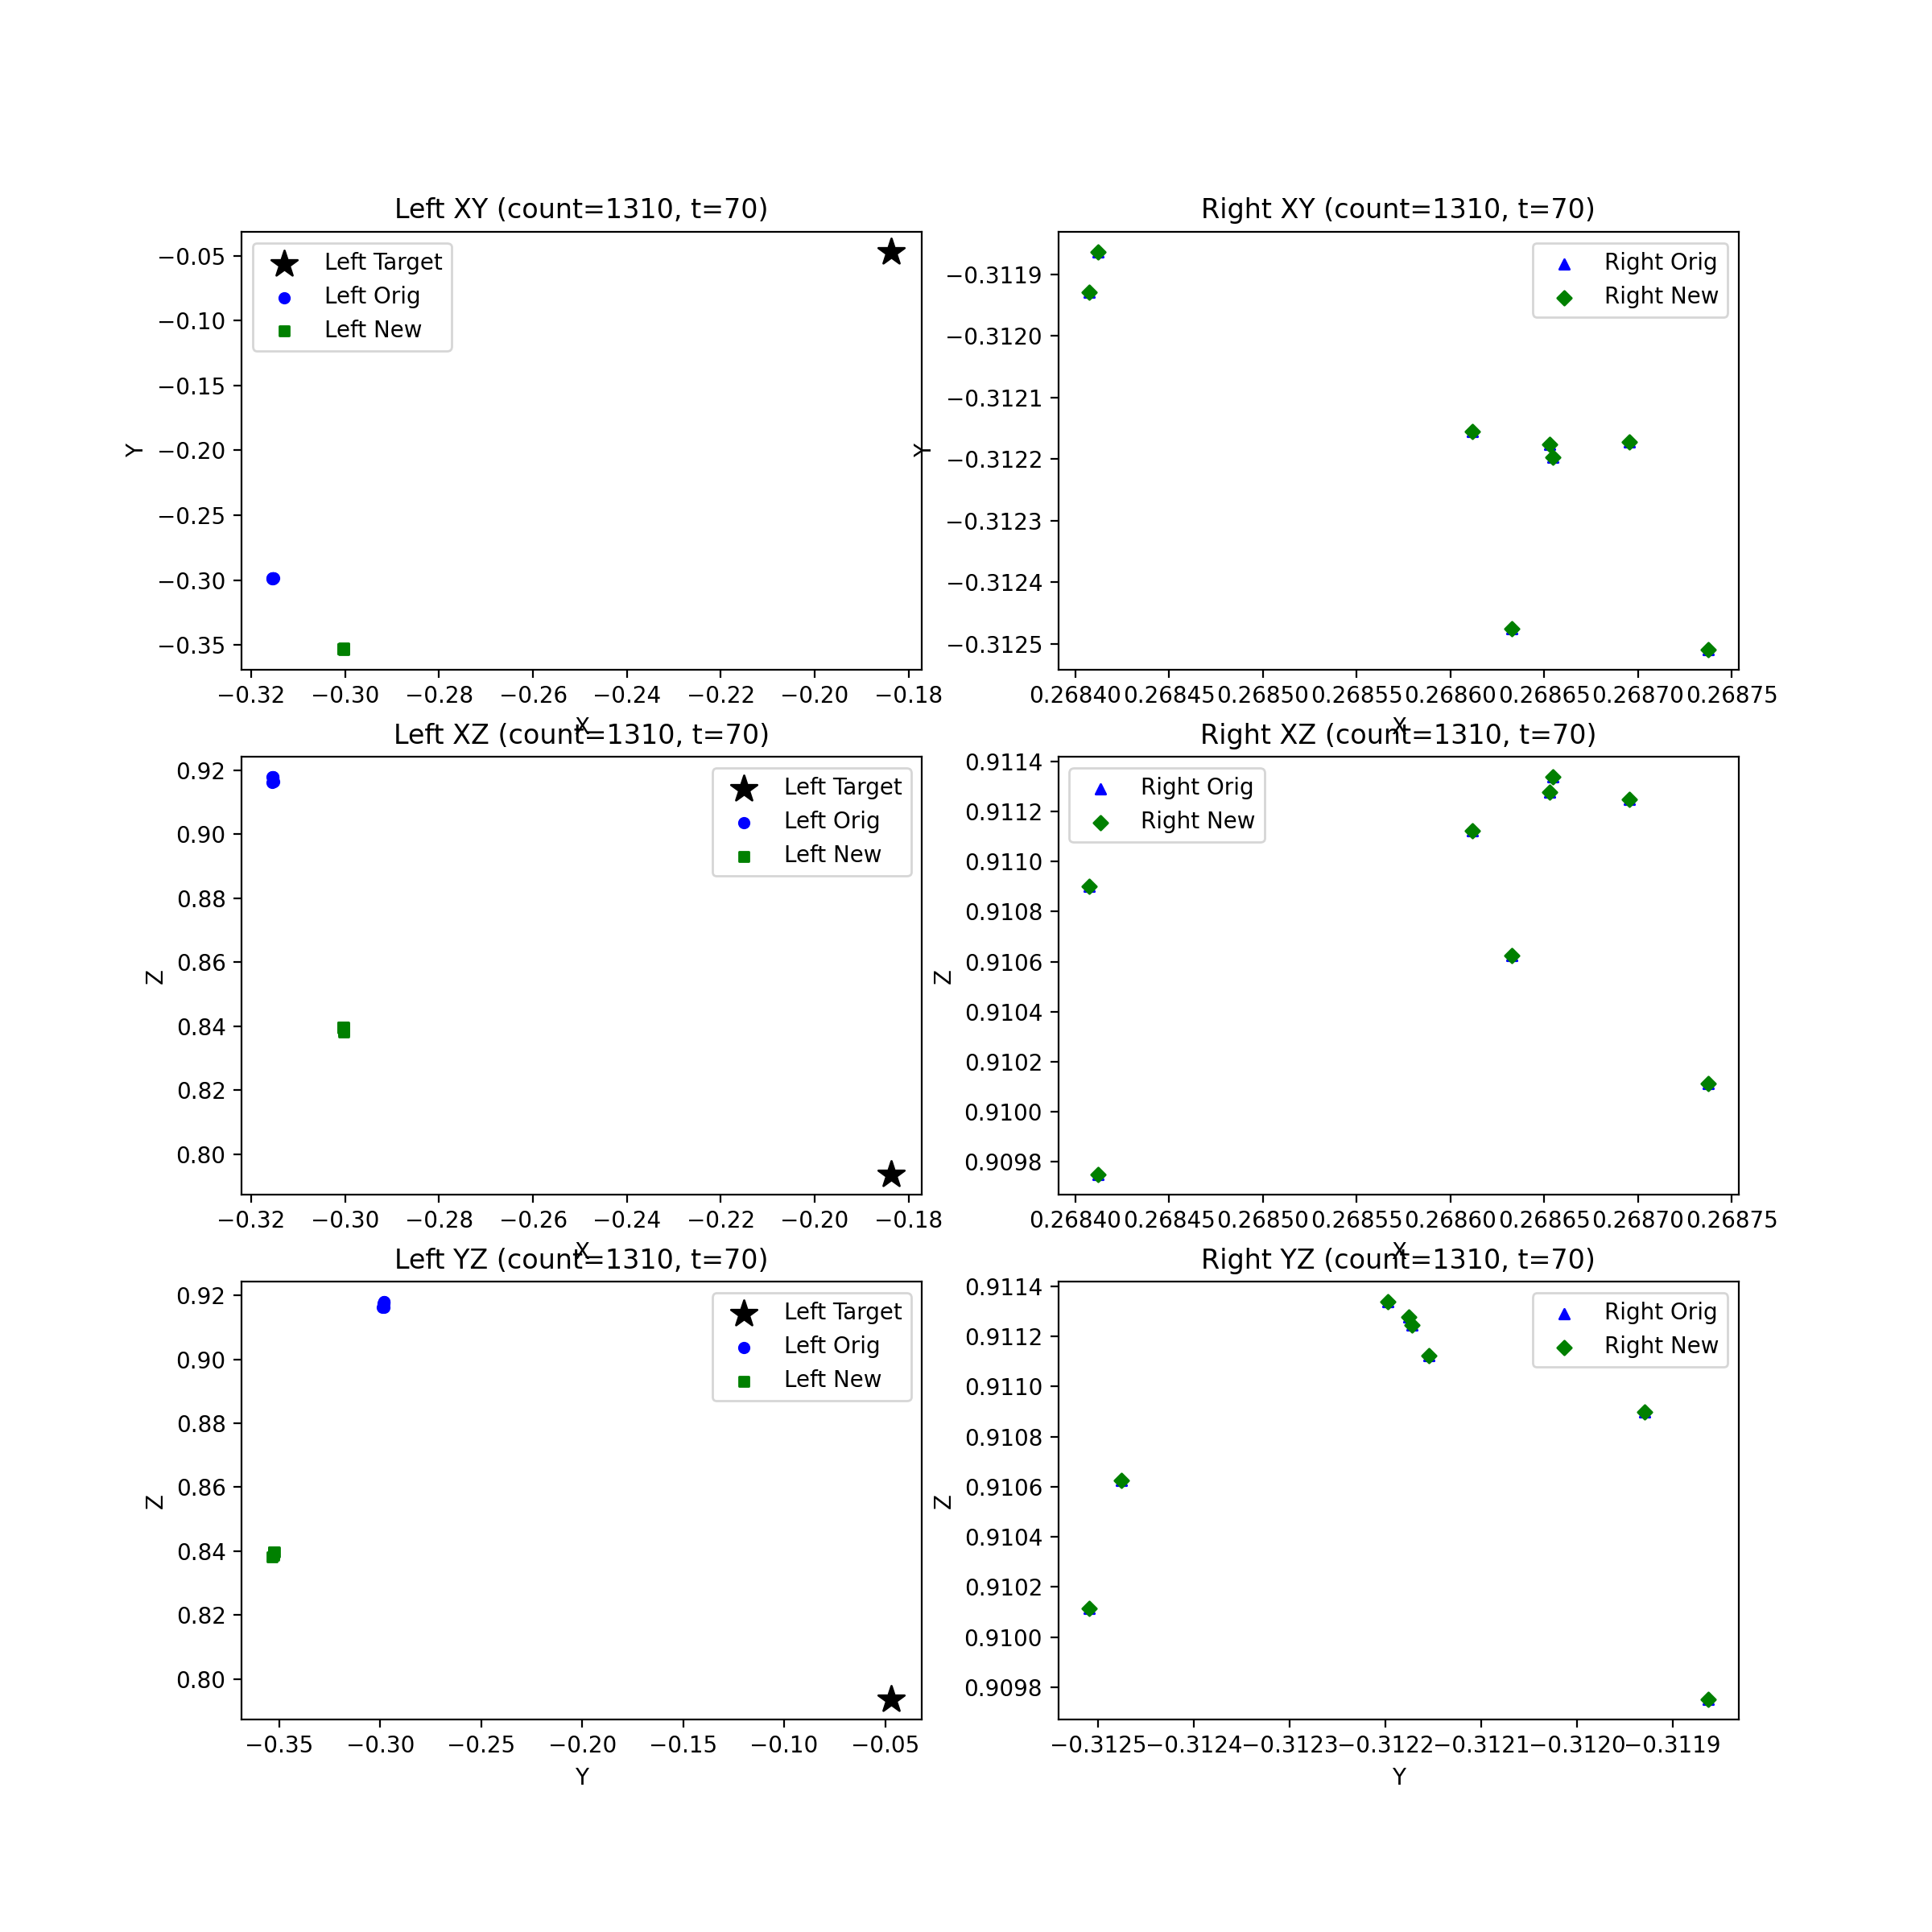 Left XY (count=1310, t=70)
Left Target
Left Orig
Left New
Y
−0.05
−0.10
−0.15
−0.20
−0.25
−0.30
−0.35
−0.32 −0.30 −0.28 −0.26 −0.24 −0.22 −0.20 −0.18
X
Right XY (count=1310, t=70)
Right Orig
Right New
Y
−0.3119
−0.3120
−0.3121
−0.3122
−0.3123
−0.3124
−0.3125
0.26840 0.26845 0.26850 0.26855 0.26860 0.26865 0.26870 0.26875
X
Left XZ (count=1310, t=70)
Left Target
Left Orig
Left New
Z
0.92
0.90
0.88
0.86
0.84
0.82
0.80
−0.32 −0.30 −0.28 −0.26 −0.24 −0.22 −0.20 −0.18
X
Right XZ (count=1310, t=70)
Right Orig
Right New
Z
0.9114
0.9112
0.9110
0.9108
0.9106
0.9104
0.9102
0.9100
0.9098
0.26840 0.26845 0.26850 0.26855 0.26860 0.26865 0.26870 0.26875
X
Left YZ (count=1310, t=70)
Left Target
Left Orig
Left New
Z
0.92
0.90
0.88
0.86
0.84
0.82
0.80
−0.35 −0.30 −0.25 −0.20 −0.15 −0.10 −0.05
Y
Right YZ (count=1310, t=70)
Right Orig
Right New
Z
0.9114
0.9112
0.9110
0.9108
0.9106
0.9104
0.9102
0.9100
0.9098
−0.3125 −0.3124 −0.3123 −0.3122 −0.3121 −0.3120 −0.3119
Y